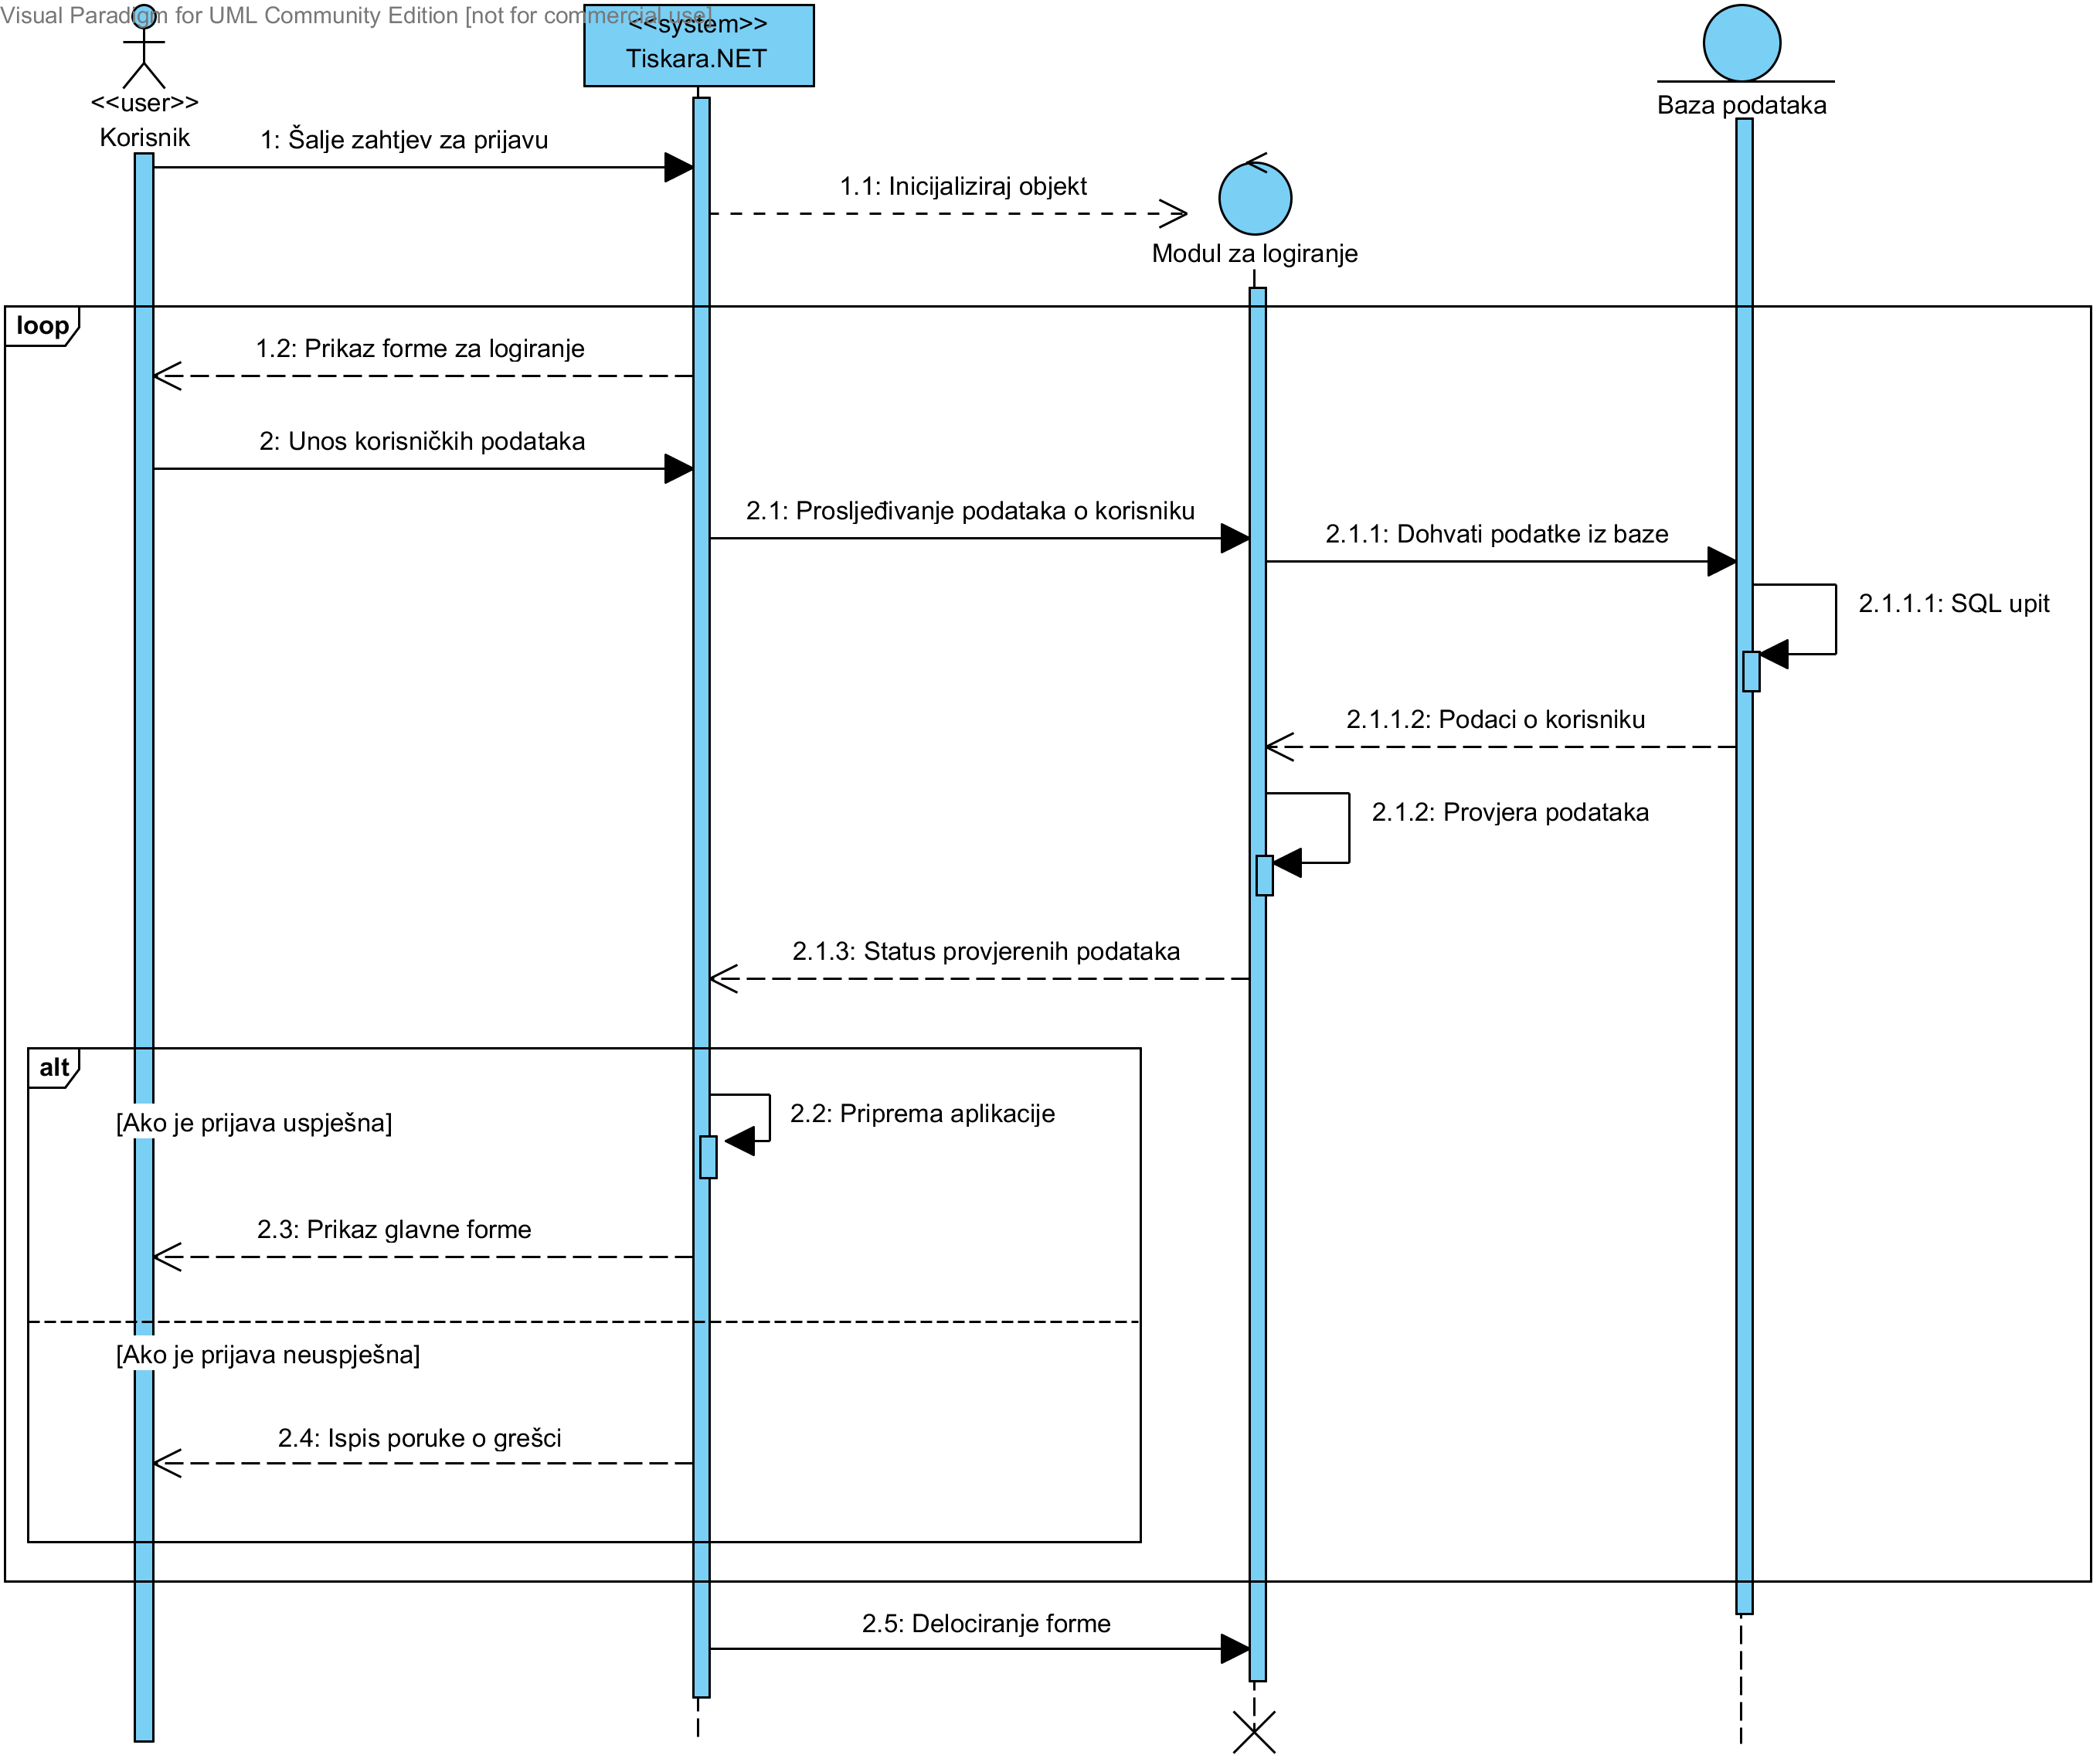 Visual Paradigm for UML Community Edition [not for commercial use]
<<user>>
Korisnik
<<system>>
Tiskara.NET
Baza podataka
1: Šalje zahtjev za prijavu
1.1: Inicijaliziraj objekt
Modul za logiranje
loop
1.2: Prikaz forme za logiranje
2: Unos korisničkih podataka
2.1: Prosljeđivanje podataka o korisniku
2.1.1: Dohvati podatke iz baze
2.1.1.1: SQL upit
2.1.1.2: Podaci o korisniku
2.1.2: Provjera podataka
2.1.3: Status provjerenih podataka
alt
[Ako je prijava uspješna]
2.2: Priprema aplikacije
2.3: Prikaz glavne forme
[Ako je prijava neuspješna]
2.4: Ispis poruke o grešci
2.5: Delociranje forme